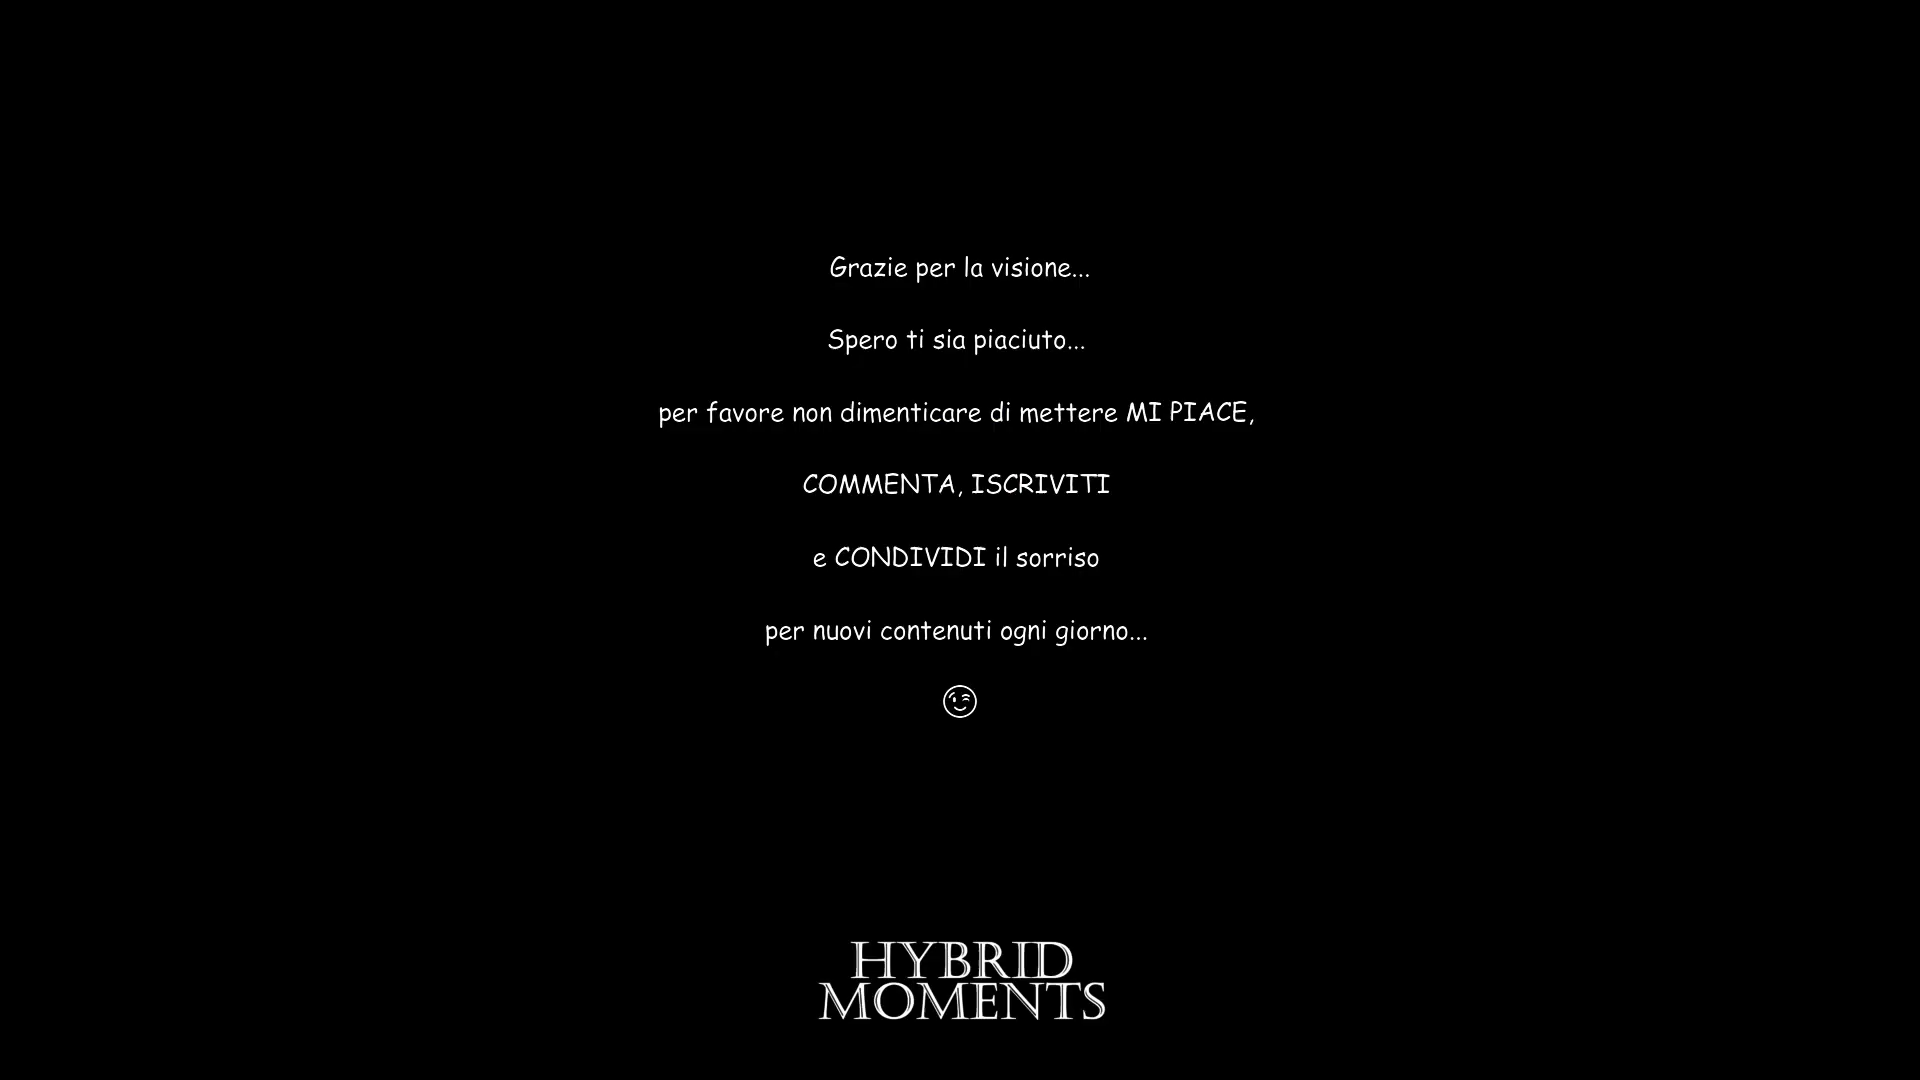 Grazie per la visione...
Spero ti sia piaciuto...
per favore non dimenticare di mettere MI PIACE,
COMMENTA, ISCRIVITI
e CONDIVIDI il sorriso
per nuovi contenuti ogni giorno...
😉
HYBRID
MOMENTS